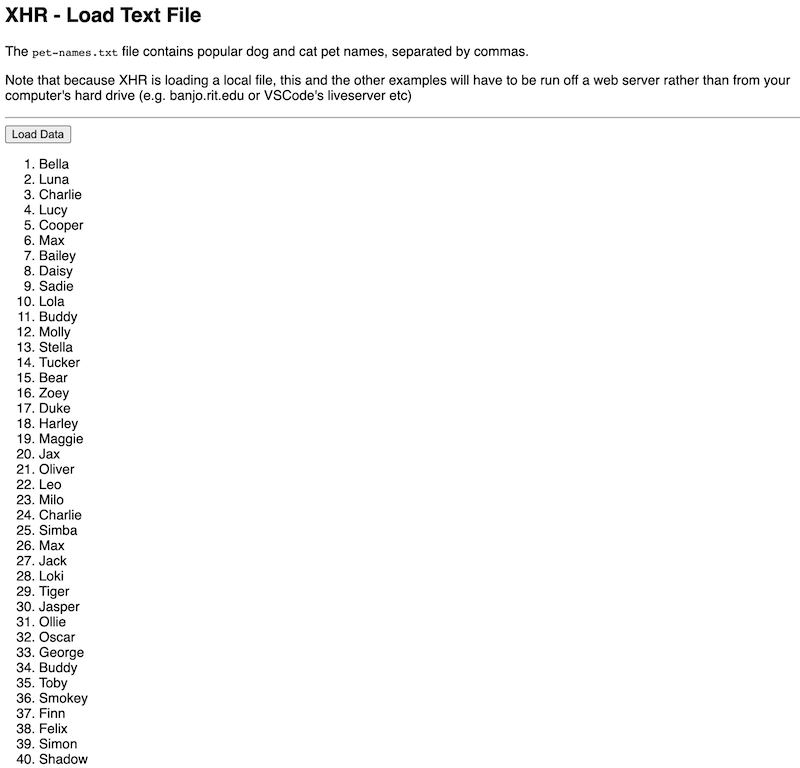 XHR - Load Text File
The pet-names.txt file contains popular dog and cat pet names, separated by commas.
Note that because XHR is loading a local file, this and the other examples will have to be run off a web server rather than from your
computer's hard drive (e.g. banjo.rit.edu or VSCode's liveserver etc)
Load Data
1. Bella
2. Luna
3. Charlie
4. Lucy
5. Cooper
6. Max
7. Bailey
8. Daisy
9. Sadie
10. Lola
11. Buddy
12. Molly
13. Stella
14. Tucker
15. Bear
16. Zoey
17. Duke
18. Harley
19. Maggie
20. Jax
21. Oliver
22. Leo
23. Milo
24. Charlie
25. Simba
26. Max
27. Jack
28. Loki
29. Tiger
30. Jasper
31. Ollie
32. Oscar
33. George
34. Buddy
35. Toby
36. Smokey
37. Finn
38. Felix
39. Simon
40. Shadow